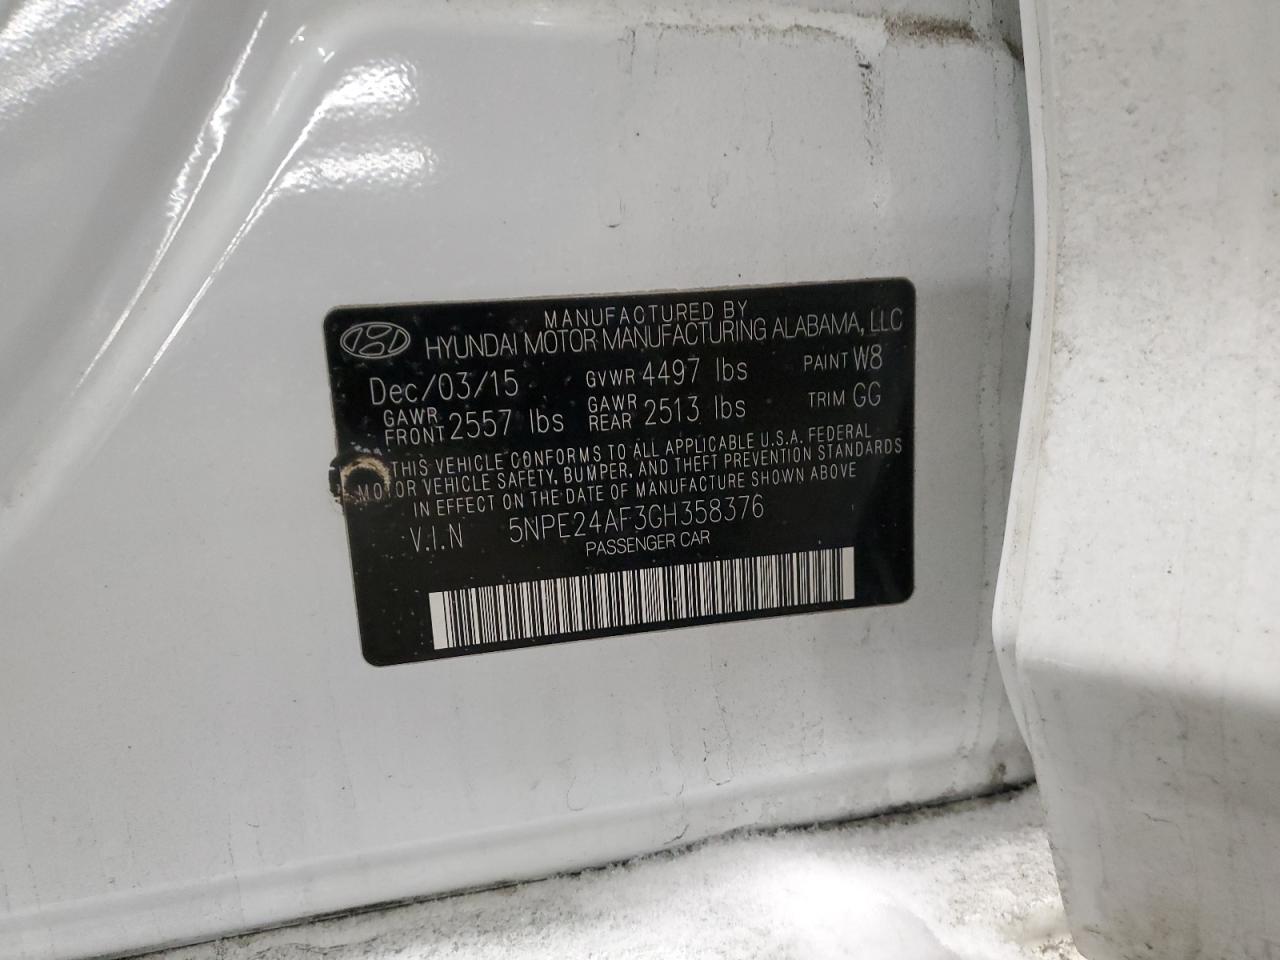 MANUFACTURED BY
HYUNDAI MOTOR MANUFACTURING ALABAMA, LLC
Dec/03/15 GVWR 4497 lbs PAINT W8
GAWR FRONT 2557 lbs GAWR REAR 2513 lbs TRIM GG
THIS VEHICLE CONFORMS TO ALL APPLICABLE U.S.A. FEDERAL
MOTOR VEHICLE SAFETY, BUMPER, AND THEFT PREVENTION STANDARDS
IN EFFECT ON THE DATE OF MANUFACTURE SHOWN ABOVE
V.I.N 5NPE24AF3GH358376
PASSENGER CAR